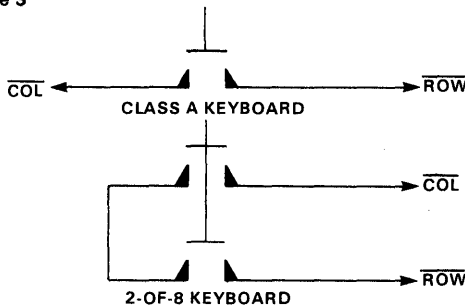 e 3
COL ROW
CLASS A KEYBOARD
COL
ROW
2-OF-8 KEYBOARD